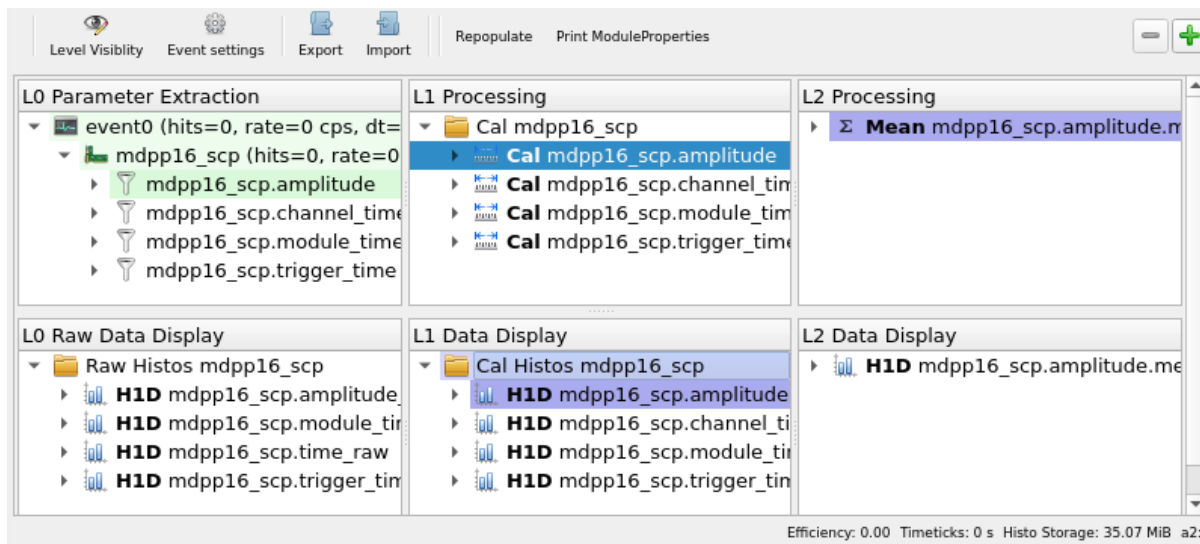 Level Visiblity Event settings Export Import Repopulate Print ModuleProperties
L0 Parameter Extraction
event0 (hits=0, rate=0 cps, dt=
mdpp16_scp (hits=0, rate=0
mdpp16_scp.amplitude
mdpp16_scp.channel_time
mdpp16_scp.module_time
mdpp16_scp.trigger_time
L1 Processing
Cal mdpp16_scp
Cal mdpp16_scp.amplitude
Cal mdpp16_scp.channel_tim
Cal mdpp16_scp.module_tim
Cal mdpp16_scp.trigger_time
L2 Processing
Σ Mean mdpp16_scp.amplitude.m
L0 Raw Data Display
Raw Histos mdpp16_scp
H1D mdpp16_scp.amplitude_
H1D mdpp16_scp.module_tir
H1D mdpp16_scp.time_raw
H1D mdpp16_scp.trigger_tim
L1 Data Display
Cal Histos mdpp16_scp
H1D mdpp16_scp.amplitude
H1D mdpp16_scp.channel_ti
H1D mdpp16_scp.module_ti
H1D mdpp16_scp.trigger_tim
L2 Data Display
H1D mdpp16_scp.amplitude.me
Efficiency: 0.00 Timeticks: 0 s Histo Storage: 35.07 MiB a2: